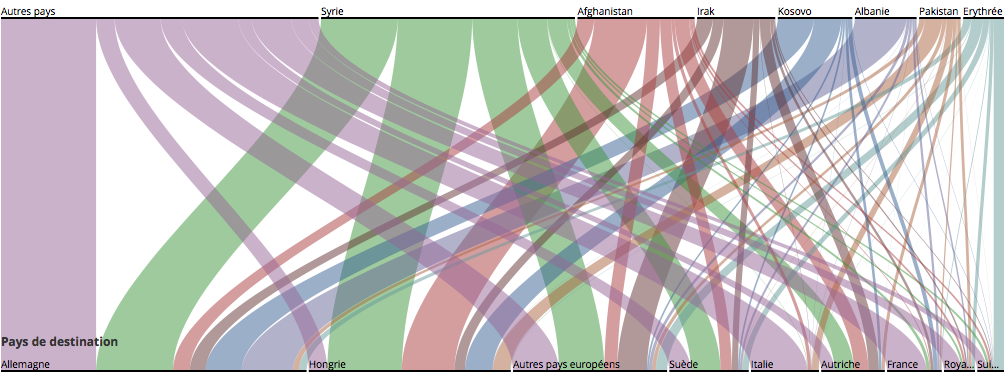 Autres pays Syrie Afghanistan Irak Kosovo Albanie Pakistan Erythrée
Pays de destination
Allemagne Hongrie Autres pays européens Suède Italie Autriche France Roya... Sui...